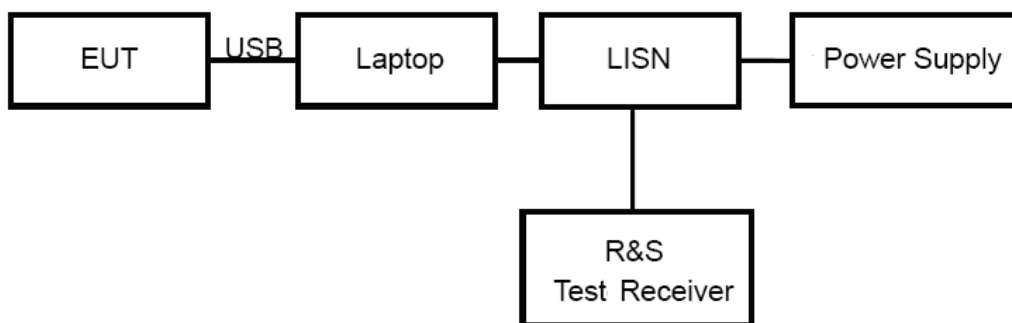 EUT
USB
Laptop
LISN
Power Supply
R&S
Test Receiver